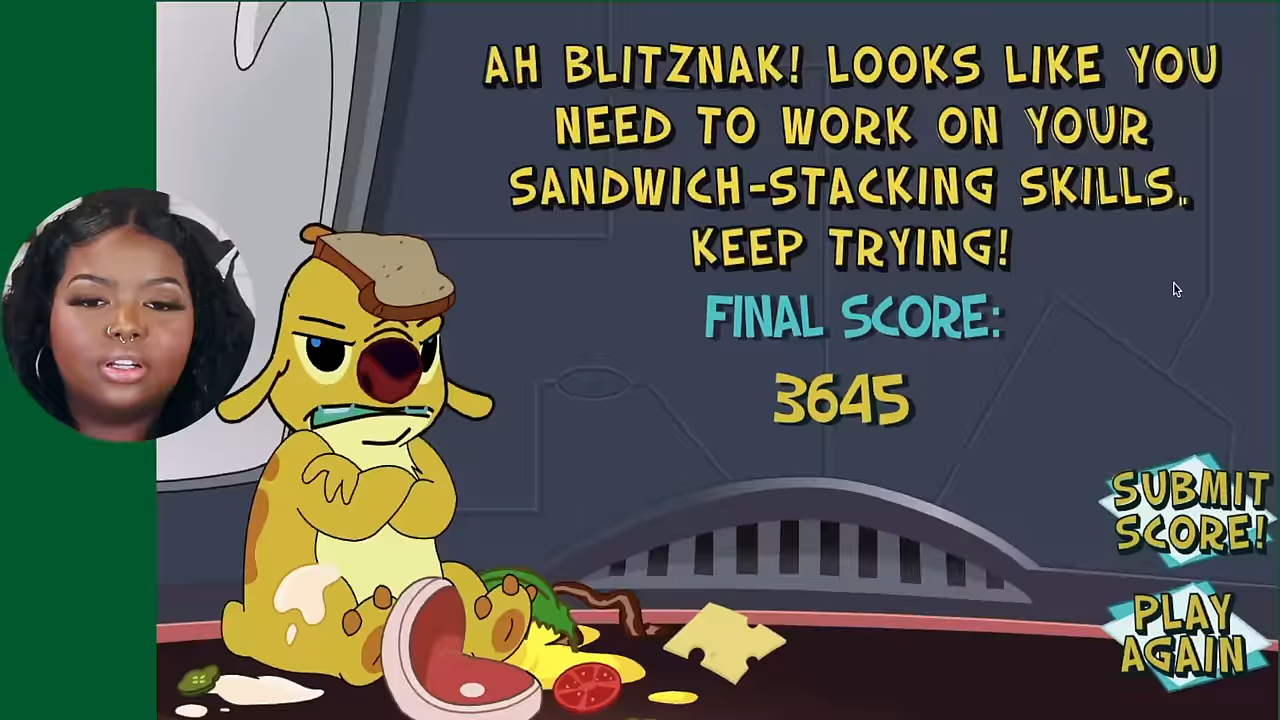 AH BLITZNAK! LOOKS LIKE YOU
NEED TO WORK ON YOUR
SANDWICH-STACKING SKILLS.
KEEP TRYING!
FINAL SCORE:
3645
SUBMIT
SCORE!
PLAY
AGAIN